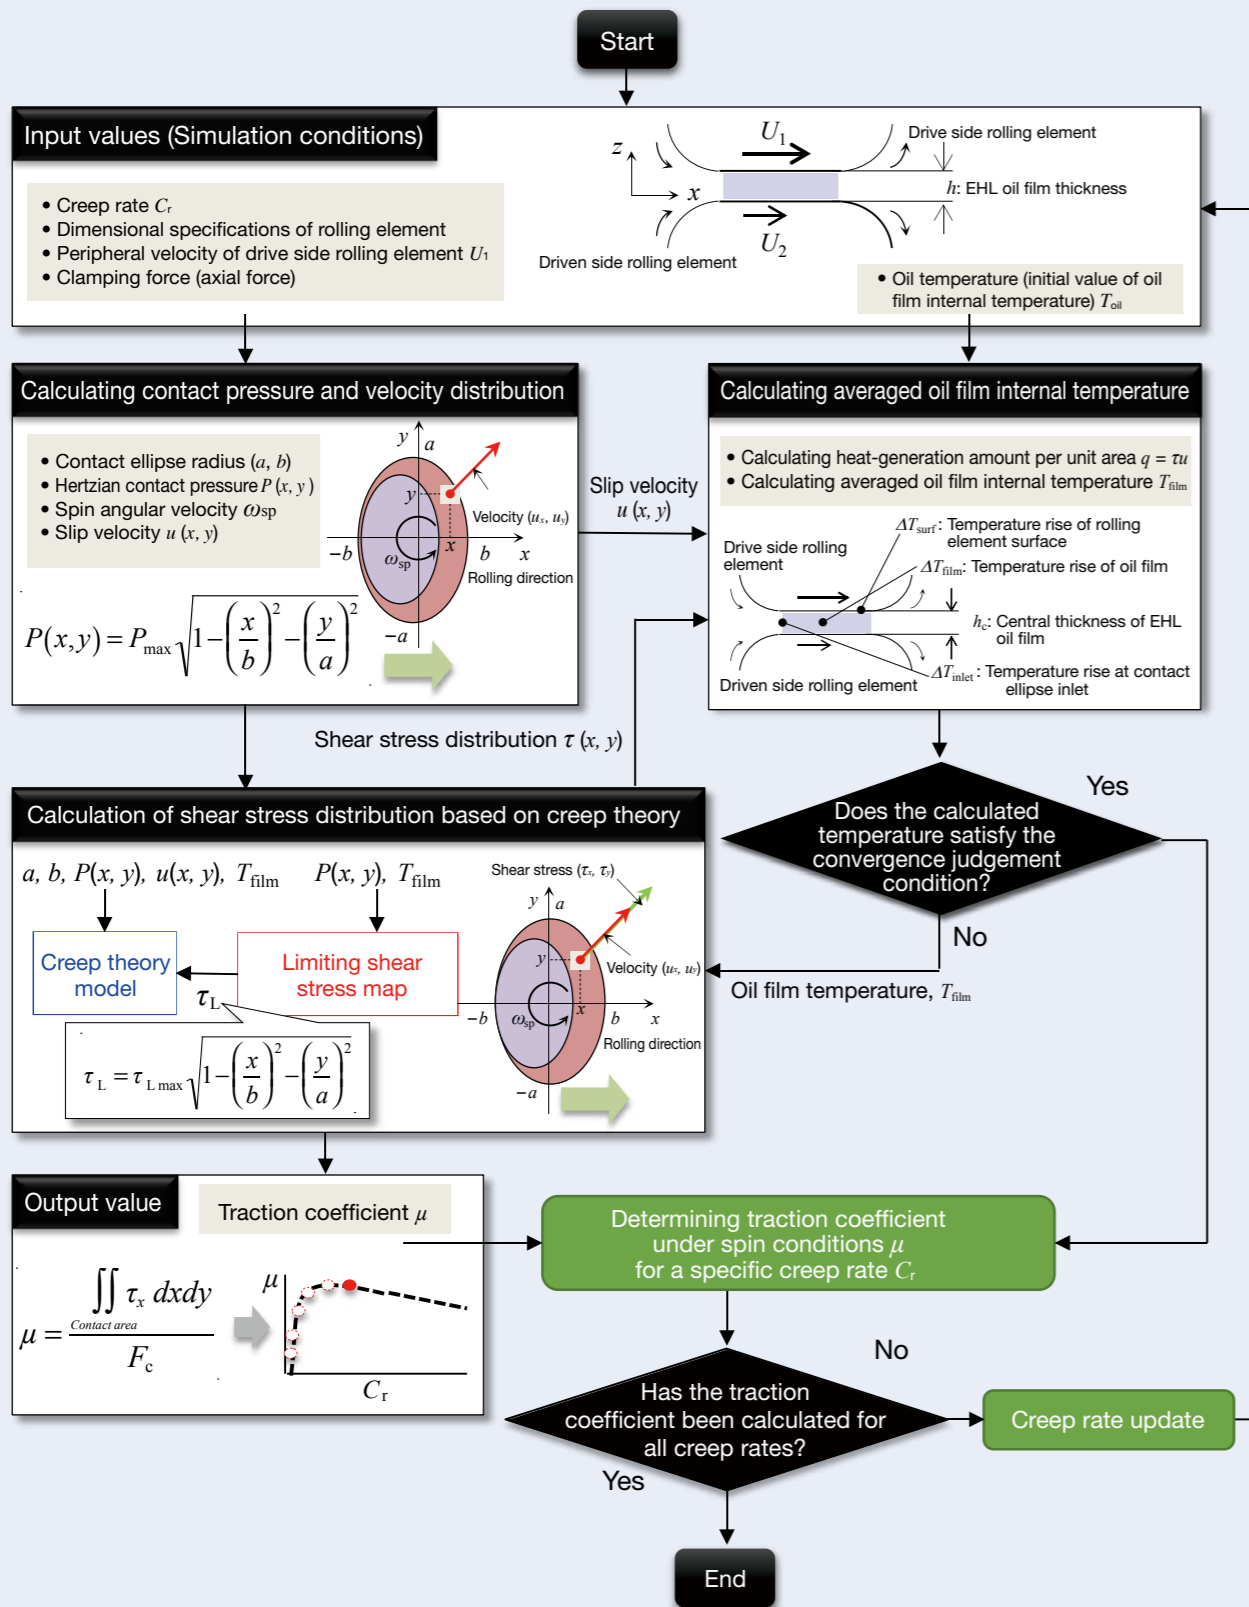 Start
Input values (Simulation conditions)
• Creep rate Cr
• Dimensional specifications of rolling element
• Peripheral velocity of drive side rolling element U1
• Clamping force (axial force)
z
x
U1
U2
Drive side rolling element
h: EHL oil film thickness
Driven side rolling element
• Oil temperature (initial value of oil
film internal temperature) Toil
Calculating contact pressure and velocity distribution
• Contact ellipse radius (a, b)
• Hertzian contact pressure P (x, y)
• Spin angular velocity ωsp
• Slip velocity u (x, y)
y
a
y
Velocity (ux, uy)
−b
ωsp
x
b
x
Rolling direction
−a
P(x,y) = Pmax √(1−(x/b)²−(y/a)²)
Slip velocity
u (x, y)
Calculating averaged oil film internal temperature
• Calculating heat-generation amount per unit area q = τu
• Calculating averaged oil film internal temperature Tfilm
ΔTsurf : Temperature rise of rolling
element surface
Drive side rolling
element
ΔTfilm: Temperature rise of oil film
hc: Central thickness of EHL
oil film
Driven side rolling element
ΔTinlet : Temperature rise at contact
ellipse inlet
Shear stress distribution τ (x, y)
Does the calculated
temperature satisfy the
convergence judgement
condition?
Yes
No
Oil film temperature, Tfilm
Calculation of shear stress distribution based on creep theory
a, b, P(x, y), u(x, y), Tfilm
P(x, y), Tfilm
Creep theory
model
Limiting shear
stress map
τL
τL = τL max √(1−(x/b)²−(y/a)²)
Shear stress (τx, τy)
y
a
y
Velocity (ux, uy)
−b
ωsp
x
b
x
Rolling direction
−a
Output value
Traction coefficient μ
μ = ∬Contact area τx dxdy / Fc
μ
Cr
Determining traction coefficient
under spin conditions μ
for a specific creep rate Cr
Has the traction
coefficient been calculated for
all creep rates?
No
Creep rate update
Yes
End